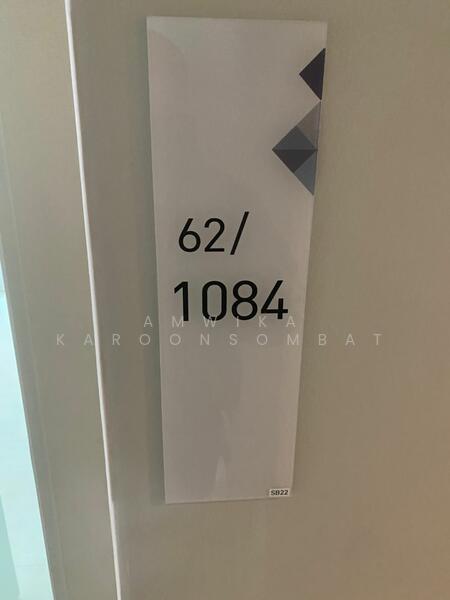 62/
1084
AMWIKA
KAROONSOMBAT
SB22